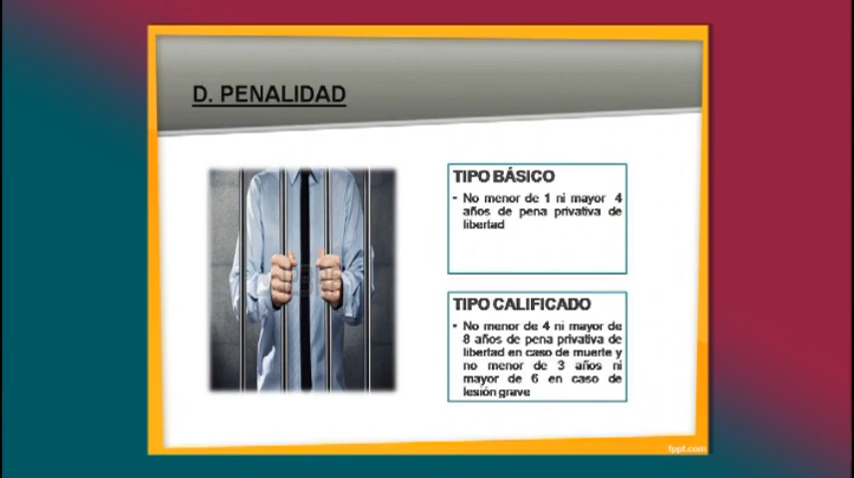 D. PENALIDAD
TIPO BÁSICO
- No menor de 1 ni mayor 4
años de pena privativa de
libertad
TIPO CALIFICADO
• No menor de 4 ni mayor de
8 años de pena privativa de
libertad en caso de muerte y
no menor de 3 años ni
mayor de 6 en caso de
lesión grave
fppt.com